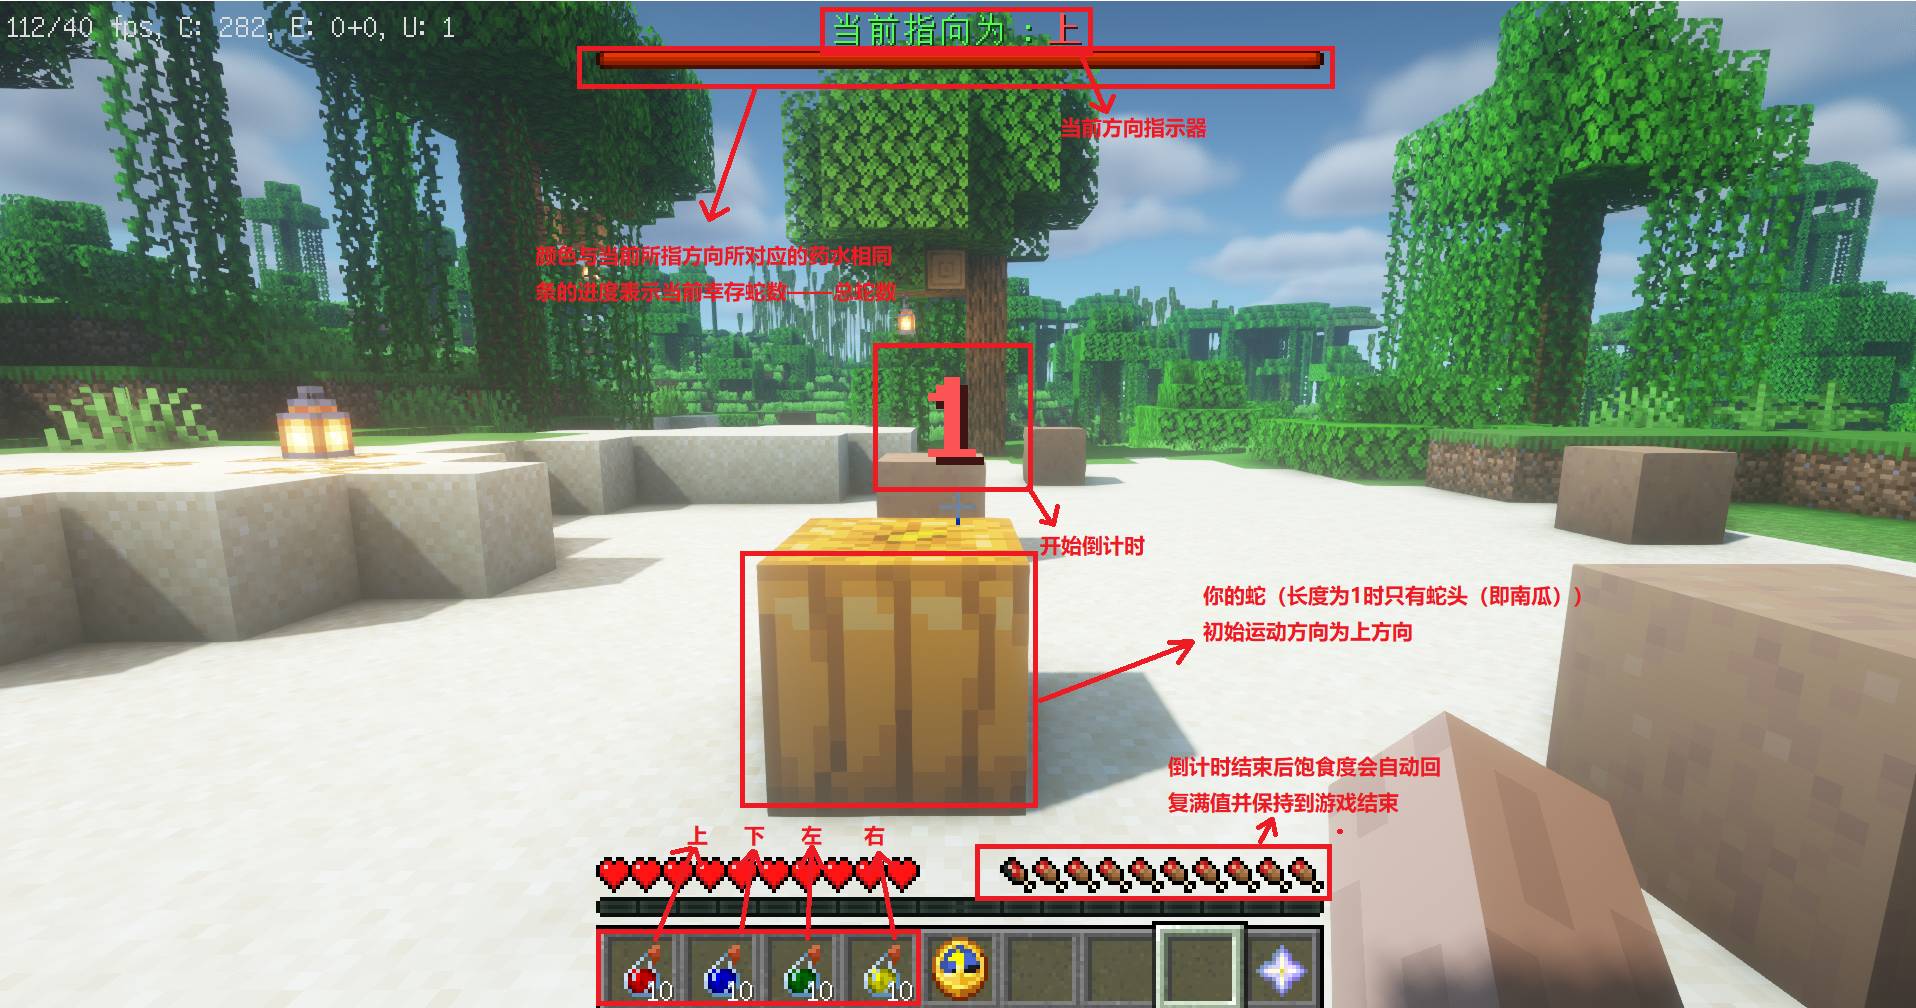 112/40 fps, C: 282, E: 0+0, U: 1
当前指向为：上
当前方向指示器
颜色与当前所指方向所对应的药水相同
条的进度表示当前幸存蛇数——总蛇数
1
开始倒计时
你的蛇（长度为1时只有蛇头（即南瓜））
初始运动方向为上方向
倒计时结束后饱食度会自动回
复满值并保持到游戏结束
上 下 左 右
10 10 10 10